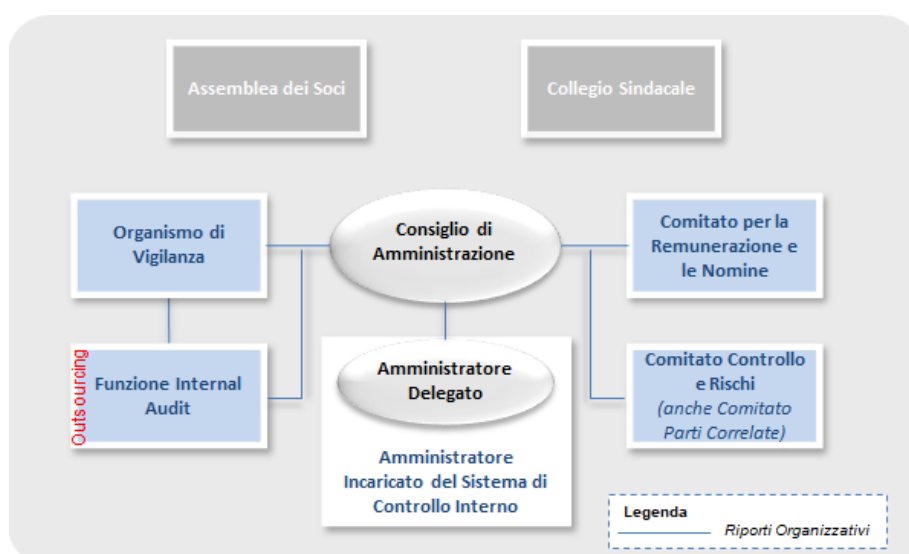 Assemblea dei Soci
Collegio Sindacale
Organismo di
Vigilanza
Consiglio di
Amministrazione
Comitato per la
Remunerazione e
le Nomine
Outsourcing
Funzione Internal
Audit
Amministratore
Delegato
Amministratore
Incaricato del Sistema di
Controllo Interno
Comitato Controllo
e Rischi
(anche Comitato
Parti Correlate)
Legenda
Riporti Organizzativi